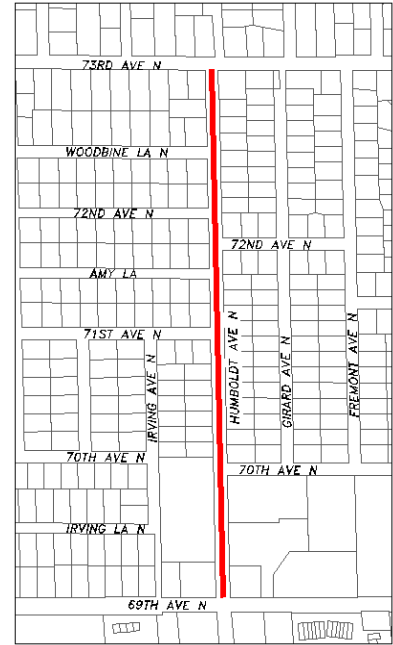 73RD AVE N
WOODBINE LA N
72ND AVE N
72ND AVE N
AMY LA
71ST AVE N
IRVING AVE N
HUMBOLDT AVE N
GIRARD AVE N
FREMONT AVE N
70TH AVE N
70TH AVE N
IRVING LA N
69TH AVE N